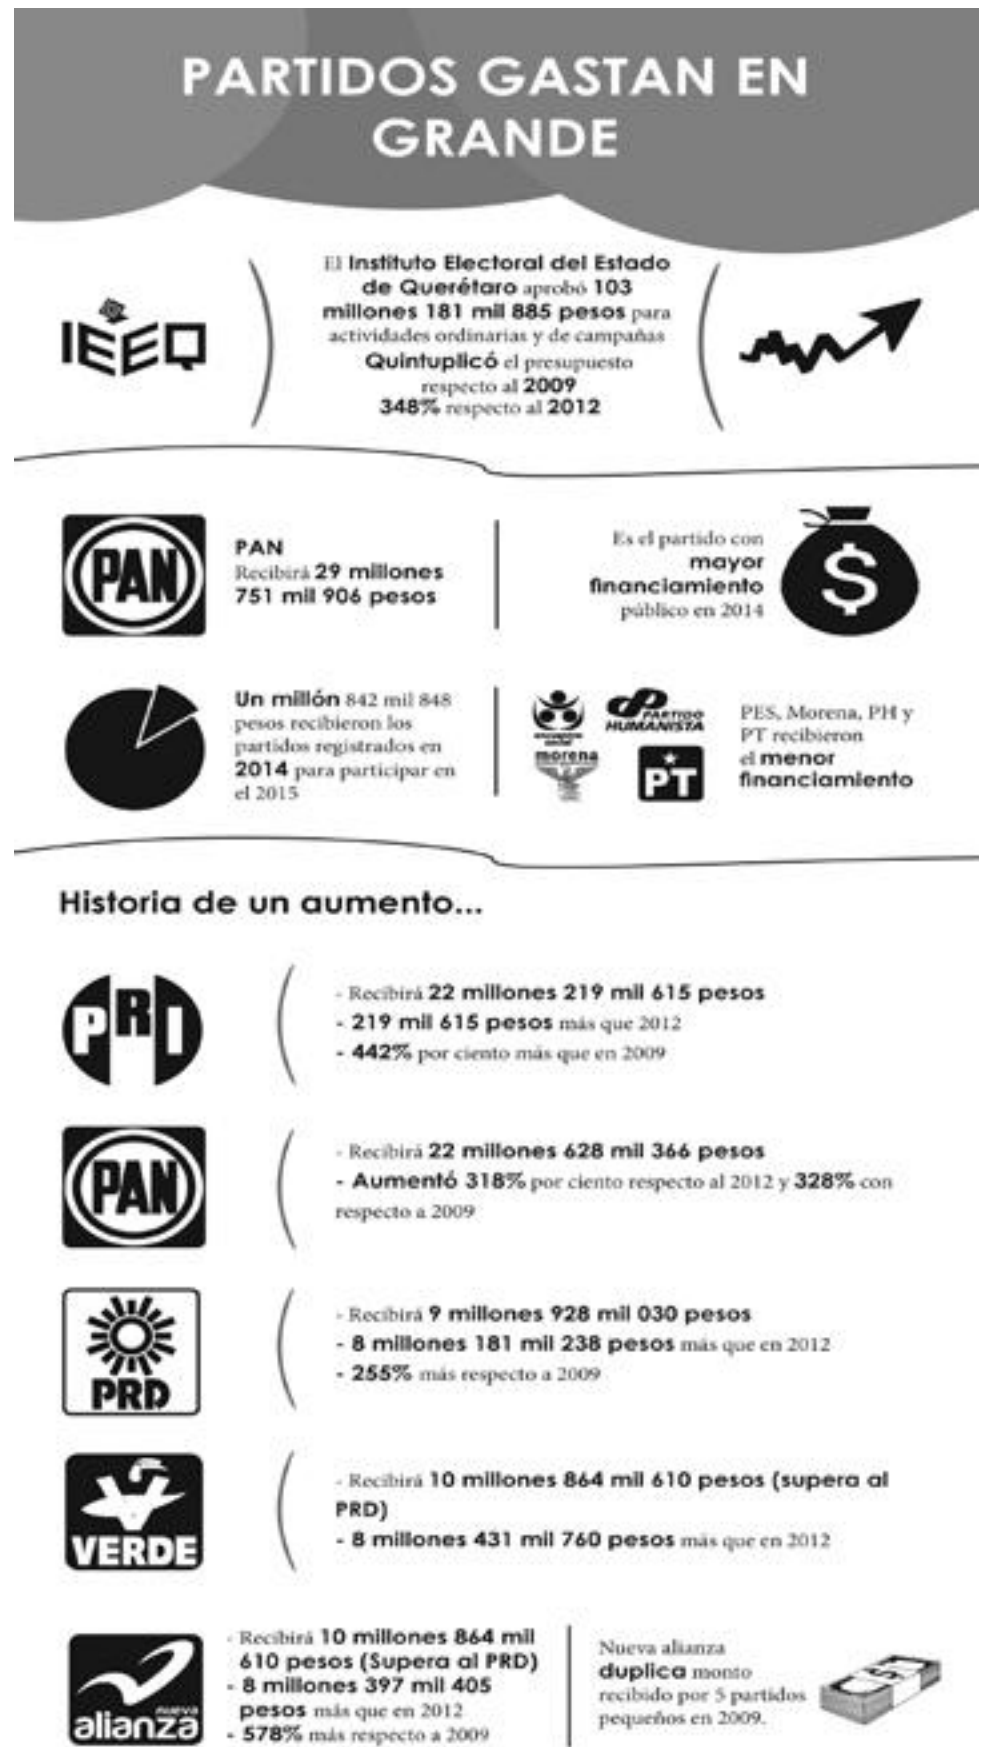 PARTIDOS GASTAN EN
GRANDE
IEEQ
El Instituto Electoral del Estado
de Querétaro aprobó 103
millones 181 mil 885 pesos para
actividades ordinarias y de campañas
Quintuplicó el presupuesto
respecto al 2009
348% respecto al 2012
PAN
PAN
Recibirá 29 millones
751 mil 906 pesos
Es el partido con
mayor
financiamiento
público en 2014
$
Un millón 842 mil 848
pesos recibieron los
partidos registrados en
2014 para participar en
el 2015
encuentro
social
PARTIDO
HUMANISTA
morena
PT
PES, Morena, PH y
PT recibieron
el menor
financiamiento
Historia de un aumento...
PRI
- Recibirá 22 millones 219 mil 615 pesos
- 219 mil 615 pesos más que 2012
- 442% por ciento más que en 2009
PAN
- Recibirá 22 millones 628 mil 366 pesos
- Aumentó 318% por ciento respecto al 2012 y 328% con
respecto a 2009
PRD
- Recibirá 9 millones 928 mil 030 pesos
- 8 millones 181 mil 238 pesos más que en 2012
- 255% más respecto a 2009
VERDE
- Recibirá 10 millones 864 mil 610 pesos (supera al
PRD)
- 8 millones 431 mil 760 pesos más que en 2012
nueva
alianza
- Recibirá 10 millones 864 mil
610 pesos (Supera al PRD)
- 8 millones 397 mil 405
pesos más que en 2012
- 578% más respecto a 2009
Nueva alianza
duplica monto
recibido por 5 partidos
pequeños en 2009.